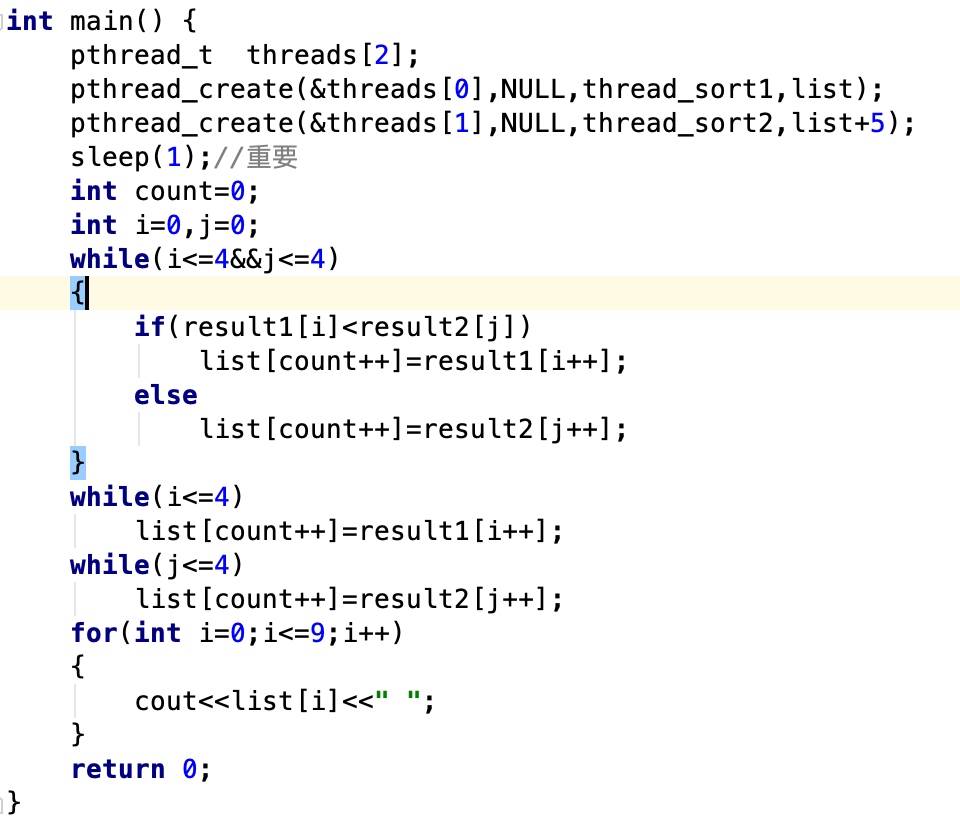 int main() {
    pthread_t  threads[2];
    pthread_create(&threads[0],NULL,thread_sort1,list);
    pthread_create(&threads[1],NULL,thread_sort2,list+5);
    sleep(1);//重要
    int count=0;
    int i=0,j=0;
    while(i<=4&&j<=4)
    {
        if(result1[i]<result2[j])
            list[count++]=result1[i++];
        else
            list[count++]=result2[j++];
    }
    while(i<=4)
        list[count++]=result1[i++];
    while(j<=4)
        list[count++]=result2[j++];
    for(int i=0;i<=9;i++)
    {
        cout<<list[i]<<" ";
    }
    return 0;
}